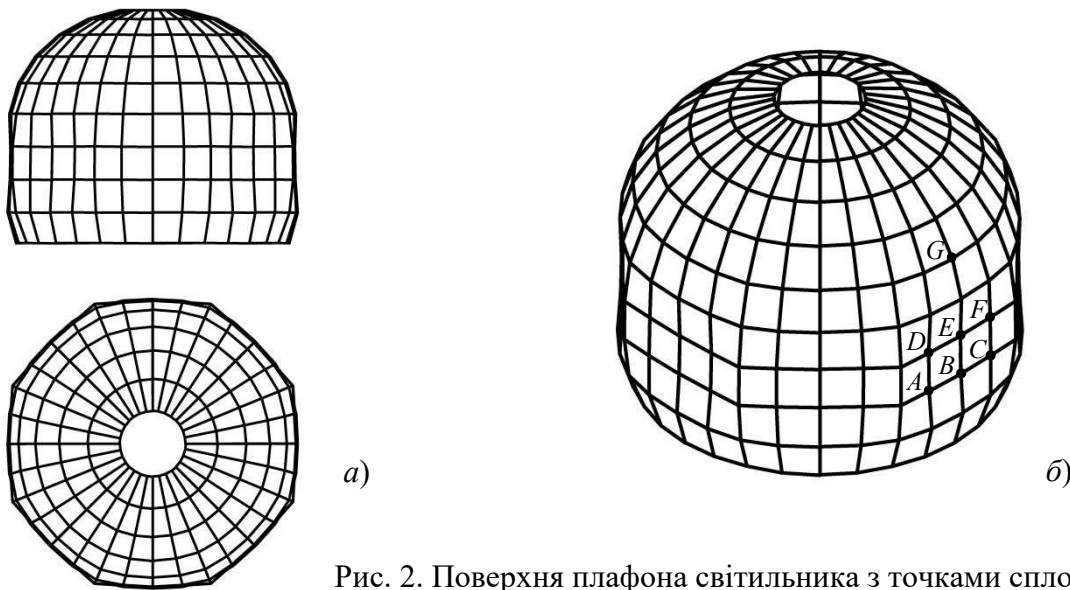 G
F
D E C
A B
а) б)
Рис. 2. Поверхня плафона світильника з точками спло